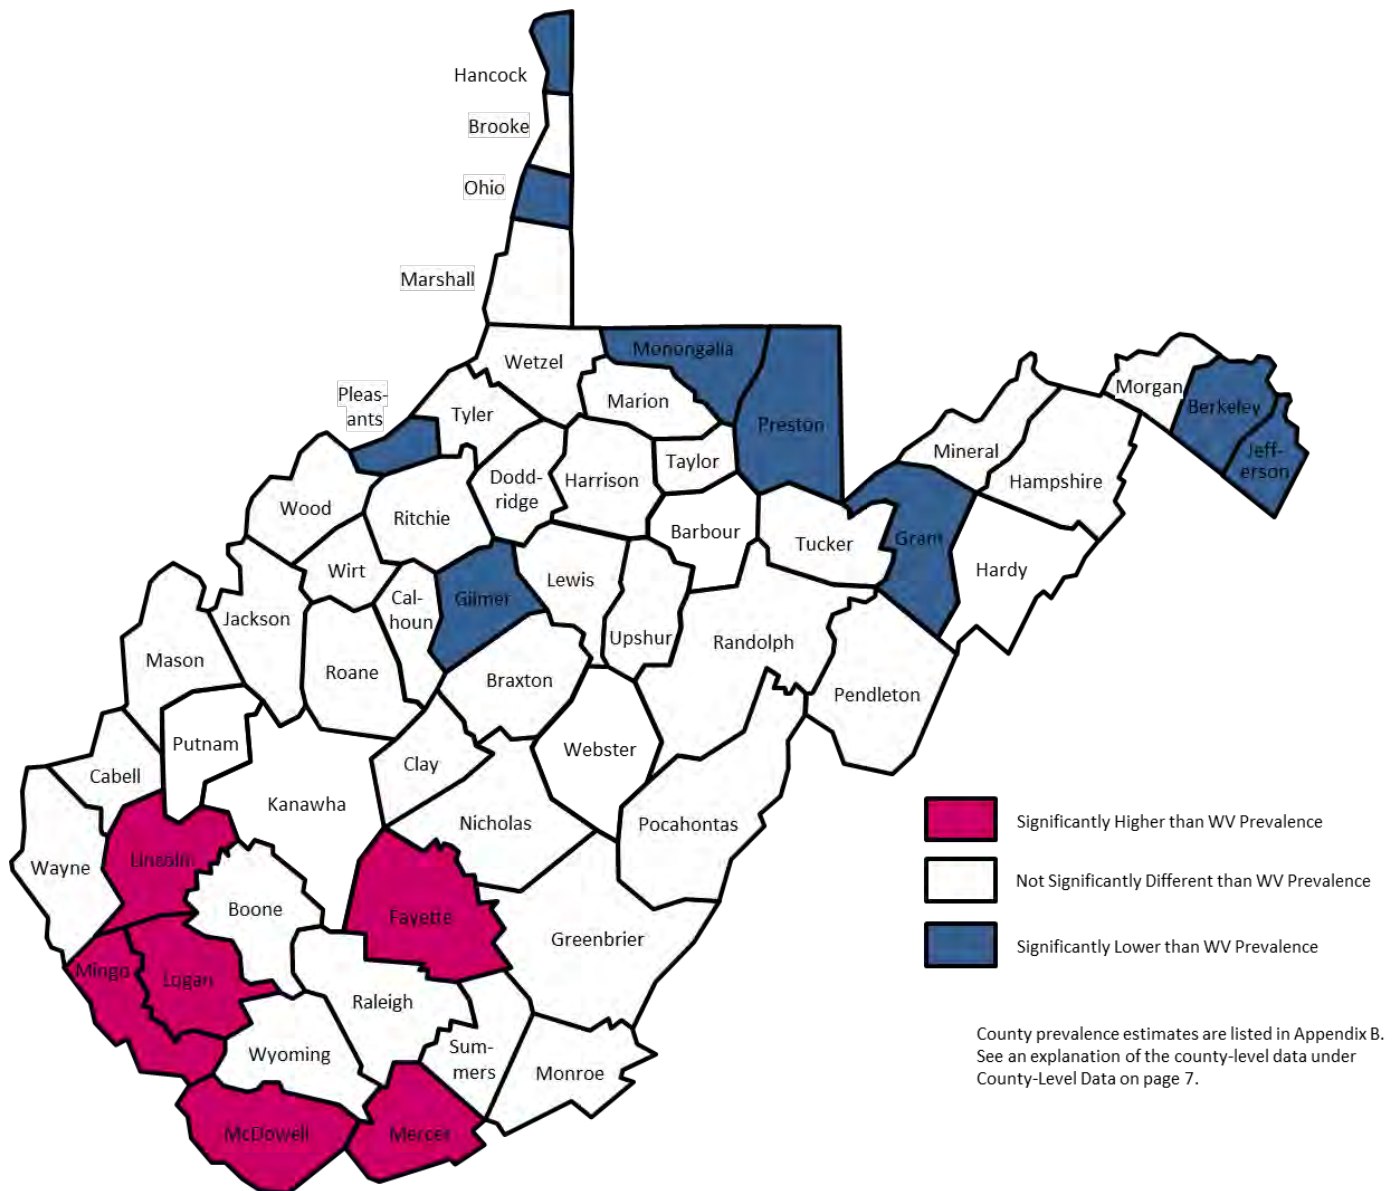 Hancock
Brooke
Ohio
Marshall
Wetzel
Monongalia
Marion
Preston
Pleas-
ants
Tyler
Dodd-
ridge
Harrison
Taylor
Morgan
Berkeley
Jeff-
erson
Mineral
Hampshire
Wood
Ritchie
Barbour
Tucker
Grant
Hardy
Wirt
Cal-
houn
Gilmer
Lewis
Upshur
Randolph
Jackson
Mason
Roane
Braxton
Pendleton
Putnam
Cabell
Kanawha
Clay
Webster
Nicholas
Pocahontas
Wayne
Lincoln
Boone
Fayette
Greenbrier
Mingo
Logan
Raleigh
Wyoming
Sum-
mers
Monroe
McDowell
Mercer
Significantly Higher than WV Prevalence
Not Significantly Different than WV Prevalence
Significantly Lower than WV Prevalence
County prevalence estimates are listed in Appendix B.
See an explanation of the county-level data under
County-Level Data on page 7.